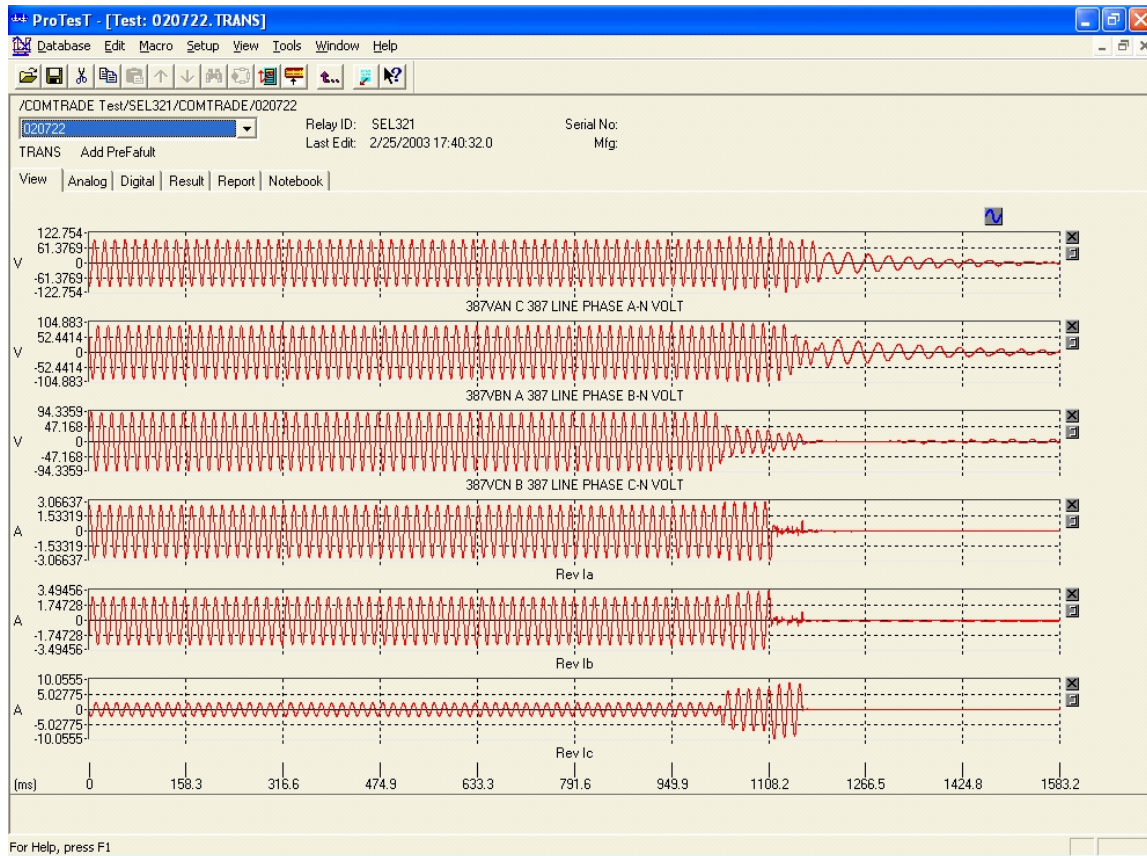 ProTesT - [Test: 020722.TRANS]
Database Edit Macro Setup View Tools Window Help
/COMTRADE Test/SEL321/COMTRADE/020722
020722
Relay ID: SEL321 Serial No:
Last Edit: 2/25/2003 17:40:32.0 Mfg:
TRANS Add PreFafult
View Analog Digital Result Report Notebook
122.754
61.3769
V 0
-61.3769
-122.754
387VAN C 387 LINE PHASE A-N VOLT
104.883
52.4414
V 0
-52.4414
-104.883
387VBN A 387 LINE PHASE B-N VOLT
94.3359
47.168
V 0
-47.168
-94.3359
387VCN B 387 LINE PHASE C-N VOLT
3.06637
1.53319
A 0
-1.53319
-3.06637
Rev Ia
3.49456
1.74728
A 0
-1.74728
-3.49456
Rev Ib
10.0555
5.02775
A 0
-5.02775
-10.0555
Rev Ic
(ms) 0 158.3 316.6 474.9 633.3 791.6 949.9 1108.2 1266.5 1424.8 1583.2
For Help, press F1